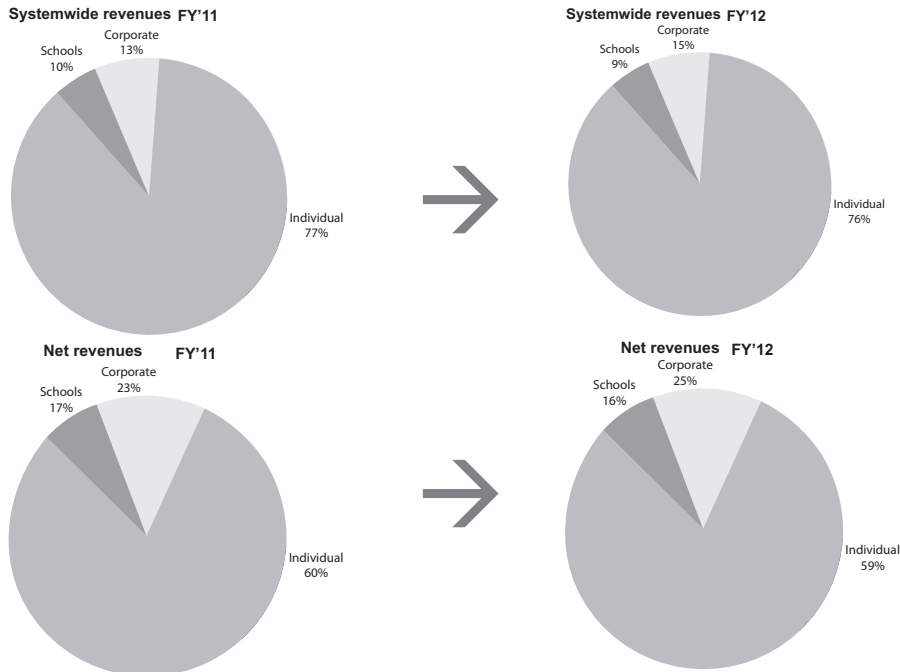 Systemwide revenues FY'11
Corporate
13%
Schools
10%
Individual
77%
Systemwide revenues FY'12
Corporate
15%
Schools
9%
Individual
76%
Net revenues FY'11
Corporate
23%
Schools
17%
Individual
60%
Net revenues FY'12
Corporate
25%
Schools
16%
Individual
59%